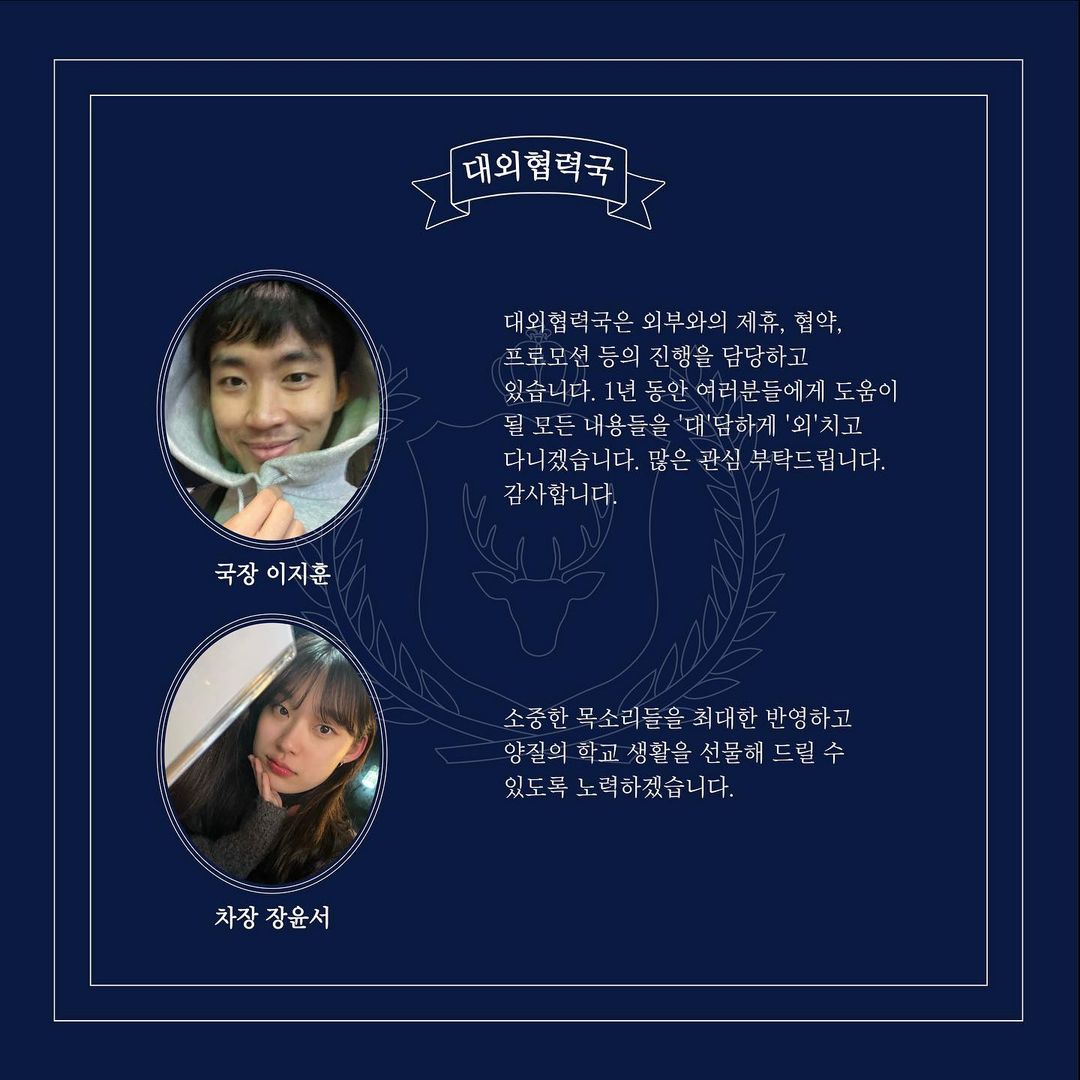 대외협력국
대외협력국은 외부와의 제휴, 협약,
프로모션 등의 진행을 담당하고
있습니다. 1년 동안 여러분들에게 도움이
될 모든 내용들을 '대'담하게 '외'치고
다니겠습니다. 많은 관심 부탁드립니다.
감사합니다.
국장 이지훈
소중한 목소리들을 최대한 반영하고
양질의 학교 생활을 선물해 드릴 수
있도록 노력하겠습니다.
차장 장윤서